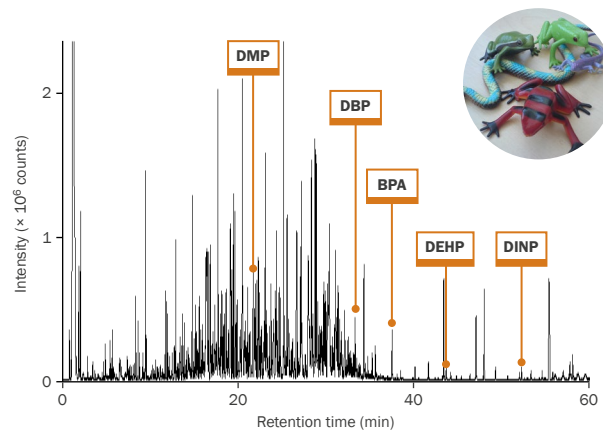 DMP
DBP
BPA
DEHP
DINP
Intensity (× 10⁶ counts)
2
1
0
0
20
40
60
Retention time (min)